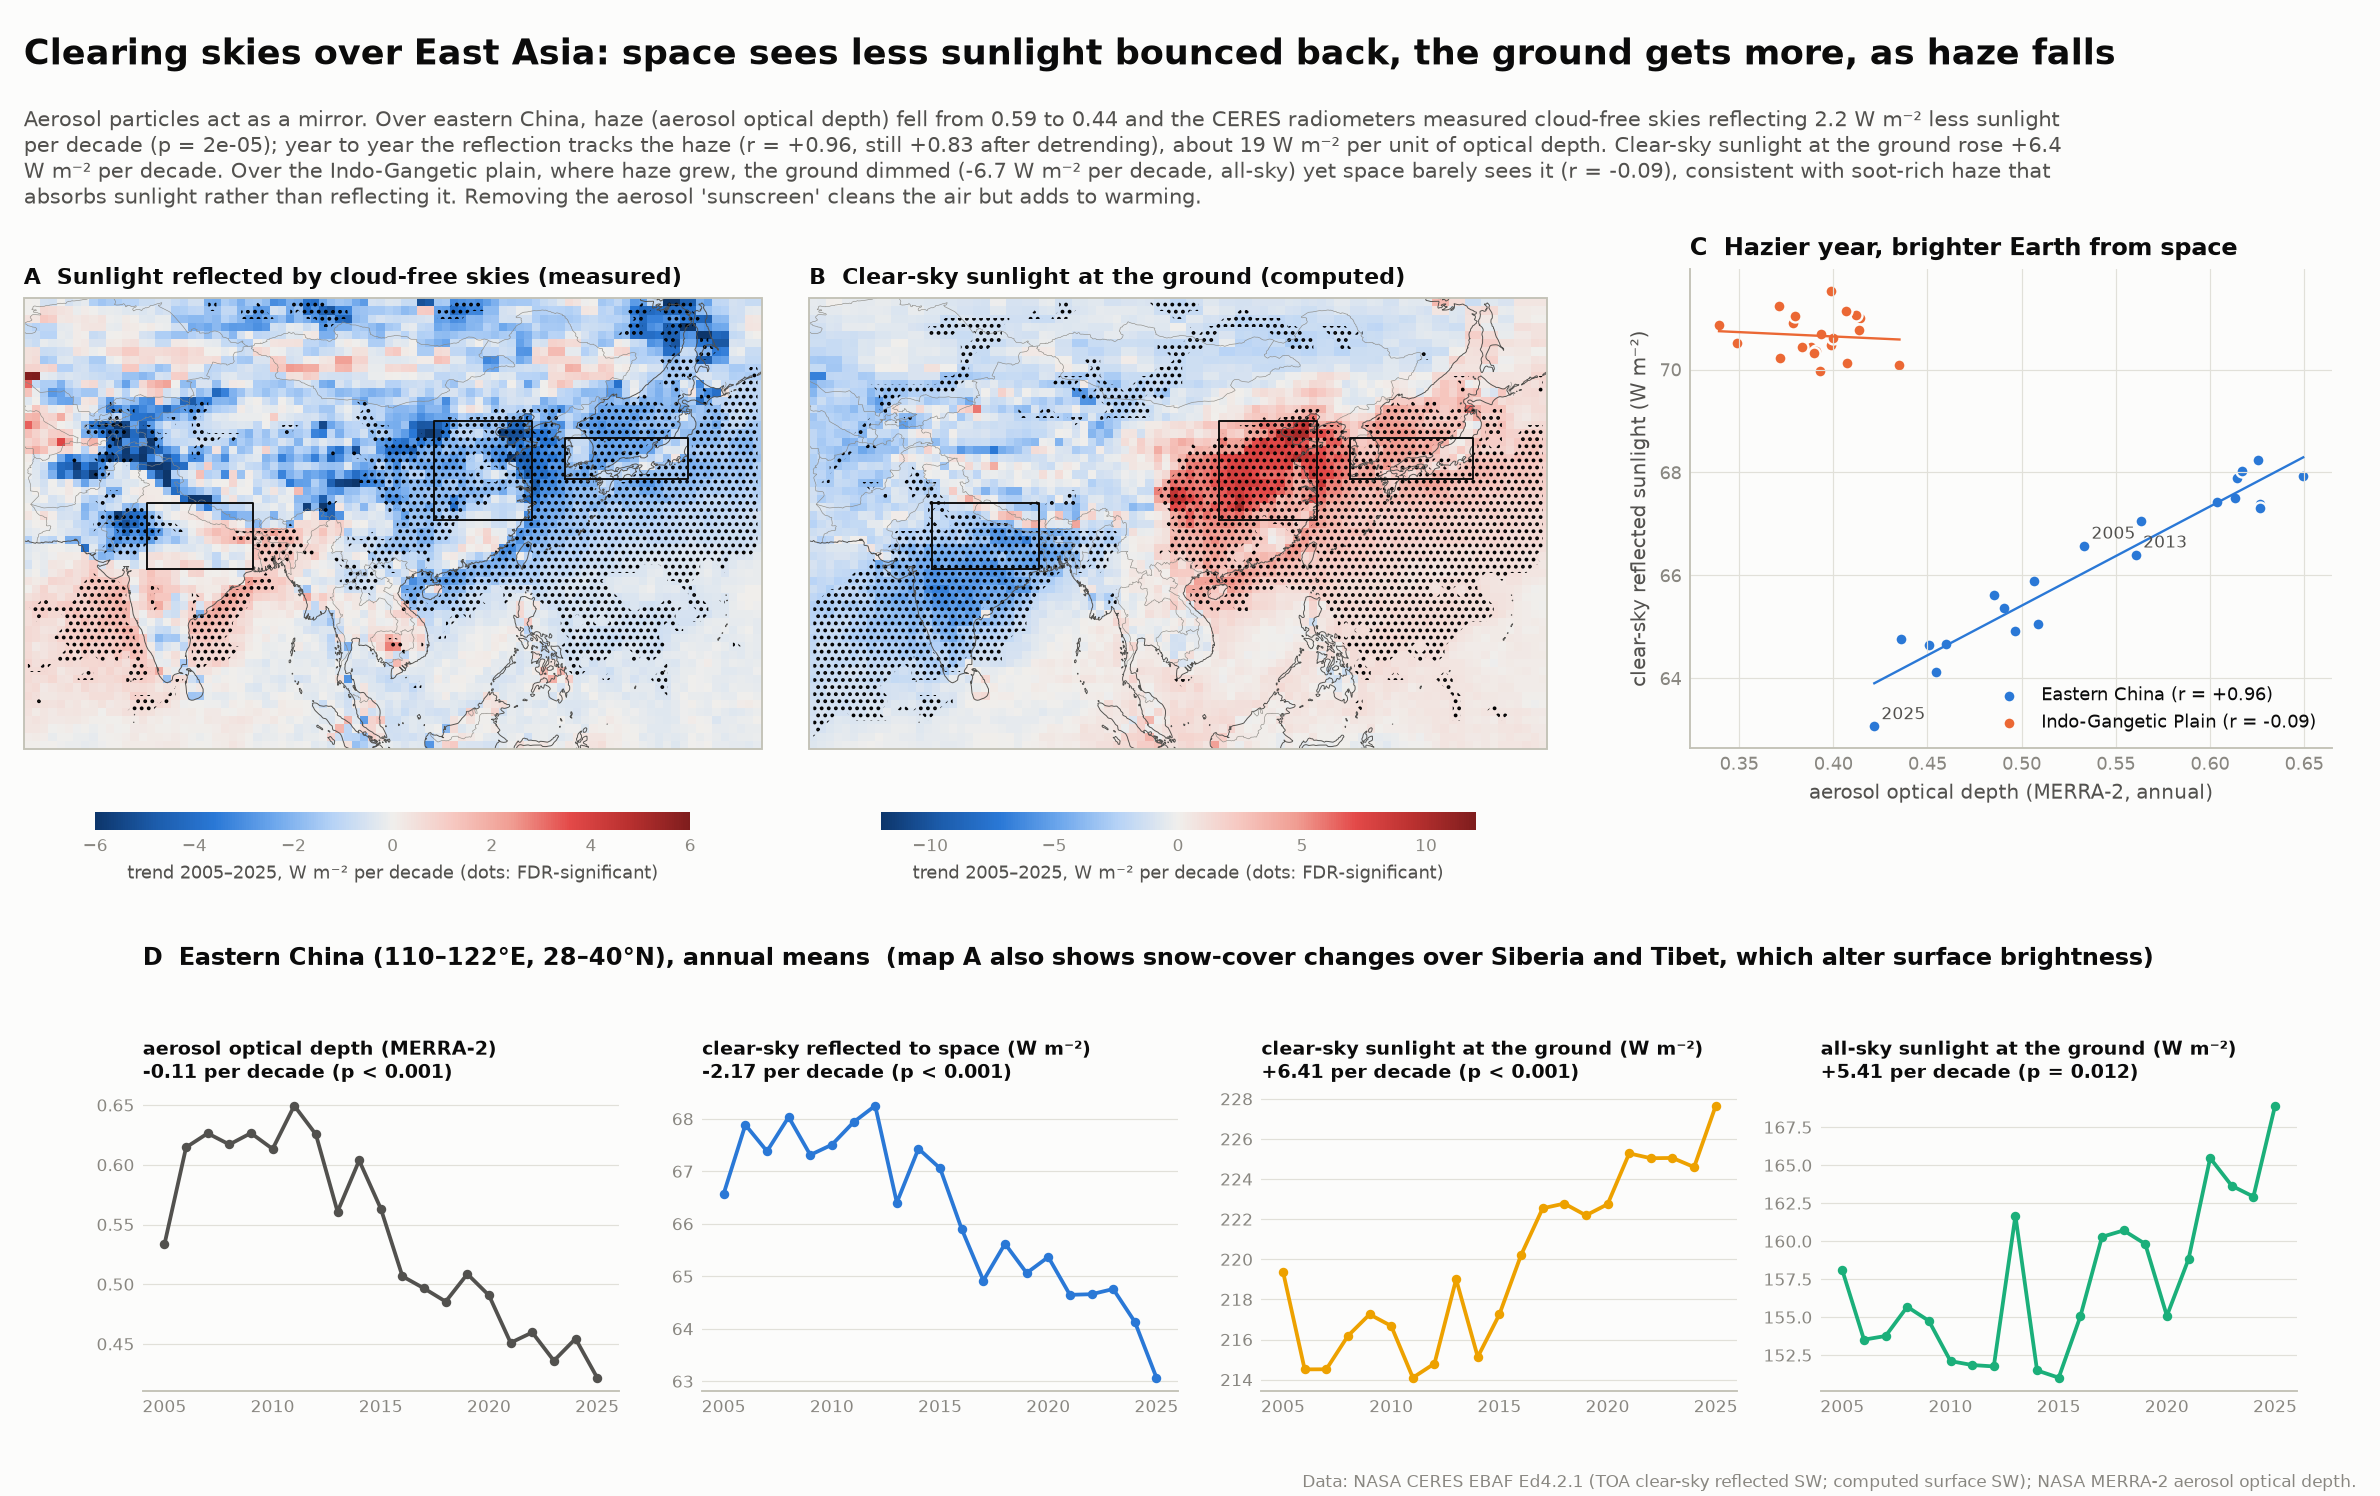 Clearing skies over East Asia: space sees less sunlight bounced back, the ground gets more, as haze falls
Aerosol particles act as a mirror. Over eastern China, haze (aerosol optical depth) fell from 0.59 to 0.44 and the CERES radiometers measured cloud-free skies reflecting 2.2 W m⁻² less sunlight
per decade (p = 2e-05); year to year the reflection tracks the haze (r = +0.96, still +0.83 after detrending), about 19 W m⁻² per unit of optical depth. Clear-sky sunlight at the ground rose +6.4
W m⁻² per decade. Over the Indo-Gangetic plain, where haze grew, the ground dimmed (-6.7 W m⁻² per decade, all-sky) yet space barely sees it (r = -0.09), consistent with soot-rich haze that
absorbs sunlight rather than reflecting it. Removing the aerosol 'sunscreen' cleans the air but adds to warming.
A  Sunlight reflected by cloud-free skies (measured)
−6 −4 −2 0 2 4 6
trend 2005–2025, W m⁻² per decade (dots: FDR-significant)
B  Clear-sky sunlight at the ground (computed)
−10 −5 0 5 10
trend 2005–2025, W m⁻² per decade (dots: FDR-significant)
C  Hazier year, brighter Earth from space
clear-sky reflected sunlight (W m⁻²)
70
68
66
64
2005
2013
2025
Eastern China (r = +0.96)
Indo-Gangetic Plain (r = -0.09)
0.35 0.40 0.45 0.50 0.55 0.60 0.65
aerosol optical depth (MERRA-2, annual)
D  Eastern China (110–122°E, 28–40°N), annual means  (map A also shows snow-cover changes over Siberia and Tibet, which alter surface brightness)
aerosol optical depth (MERRA-2)
-0.11 per decade (p < 0.001)
0.65
0.60
0.55
0.50
0.45
2005 2010 2015 2020 2025
clear-sky reflected to space (W m⁻²)
-2.17 per decade (p < 0.001)
68
67
66
65
64
63
2005 2010 2015 2020 2025
clear-sky sunlight at the ground (W m⁻²)
+6.41 per decade (p < 0.001)
228
226
224
222
220
218
216
214
2005 2010 2015 2020 2025
all-sky sunlight at the ground (W m⁻²)
+5.41 per decade (p = 0.012)
167.5
165.0
162.5
160.0
157.5
155.0
152.5
2005 2010 2015 2020 2025
Data: NASA CERES EBAF Ed4.2.1 (TOA clear-sky reflected SW; computed surface SW); NASA MERRA-2 aerosol optical depth.